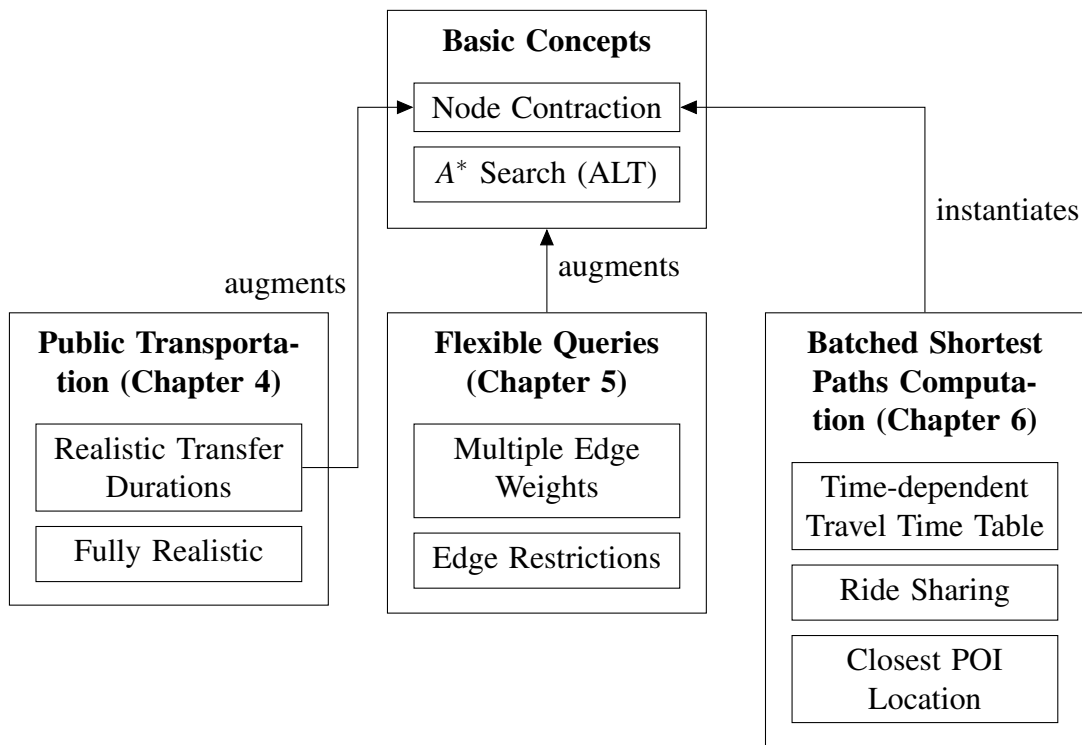 Basic Concepts
Node Contraction
A* Search (ALT)
instantiates
augments
augments
Public Transporta-
tion (Chapter 4)
Realistic Transfer
Durations
Fully Realistic
Flexible Queries
(Chapter 5)
Multiple Edge
Weights
Edge Restrictions
Batched Shortest
Paths Computa-
tion (Chapter 6)
Time-dependent
Travel Time Table
Ride Sharing
Closest POI
Location